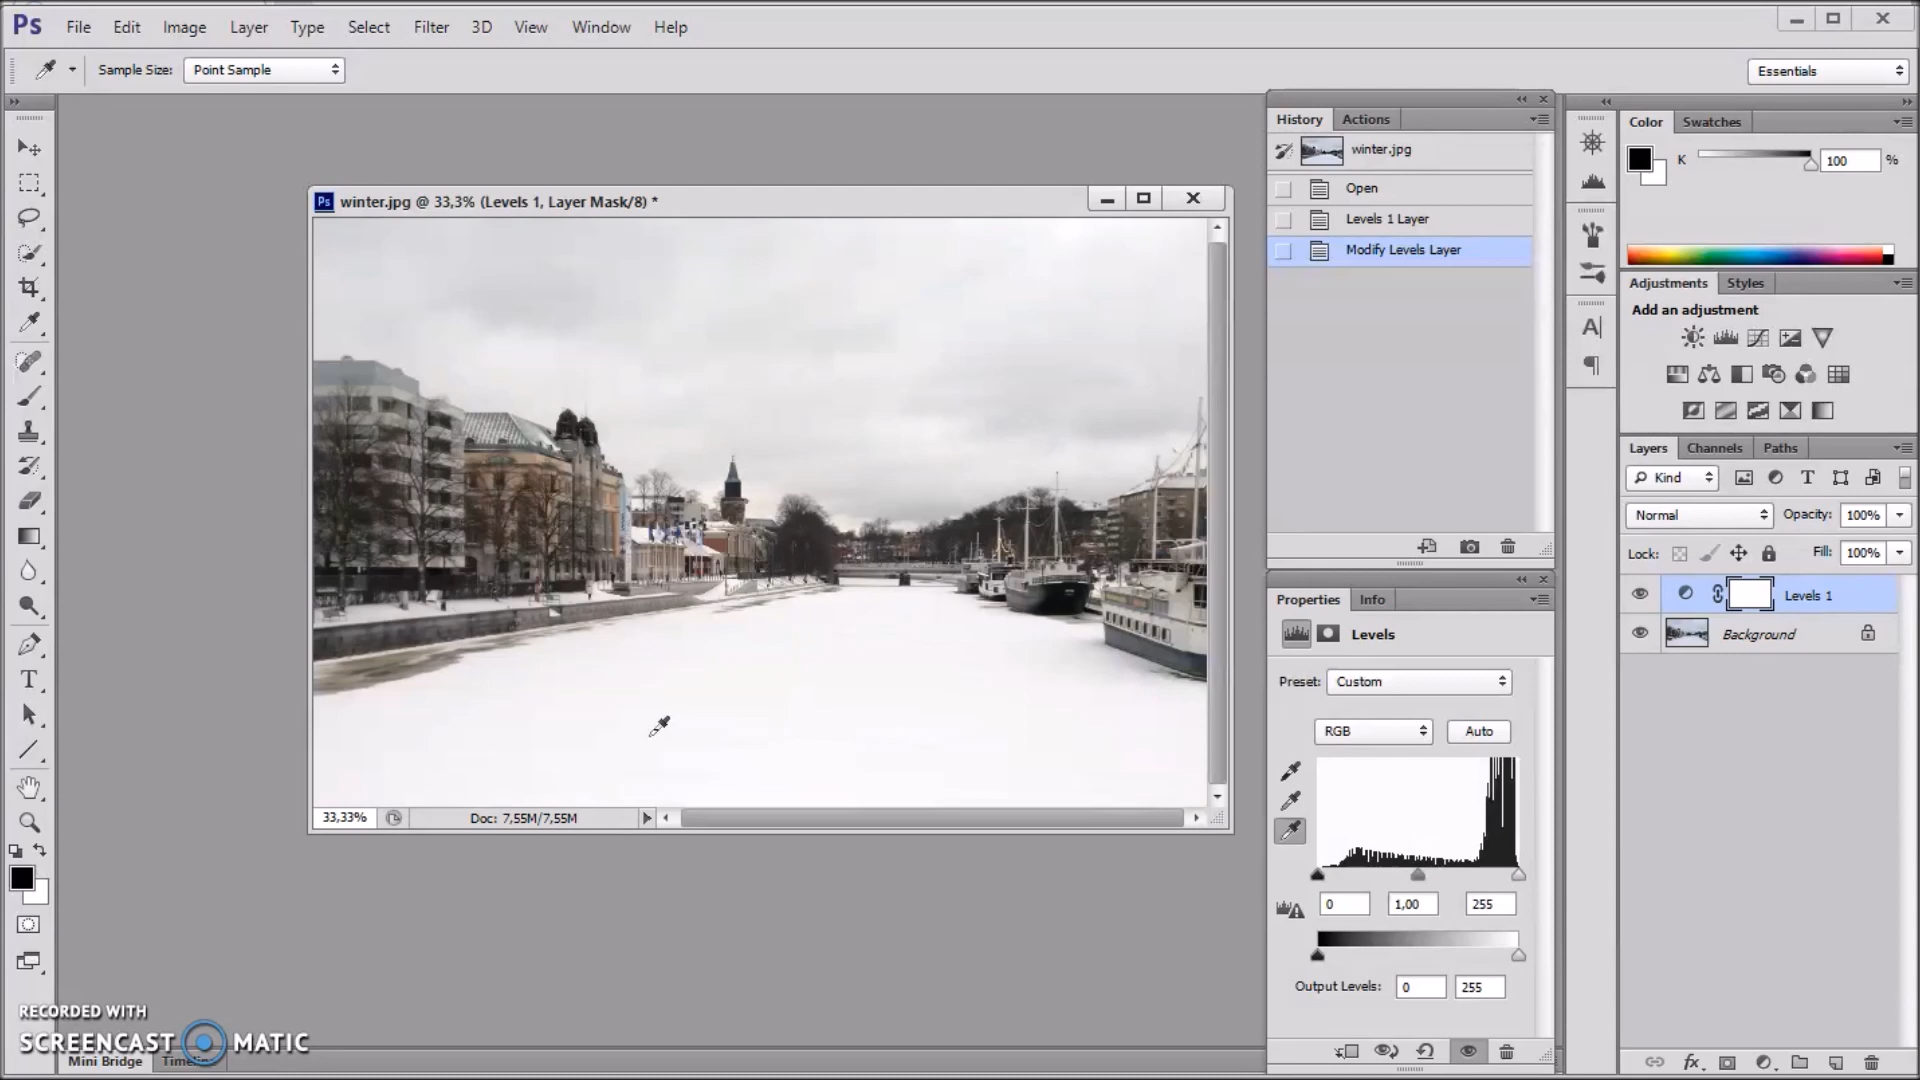 Ps File Edit Image Layer Type Select Filter 3D View Window Help
Sample Size: Point Sample
Essentials
winter.jpg @ 33,3% (Levels 1, Layer Mask/8) *
33,33%
Doc: 7,55M/7,55M
History Actions
winter.jpg
Open
Levels 1 Layer
Modify Levels Layer
Properties Info
Levels
Preset: Custom
RGB
Auto
0 1,00 255
Output Levels: 0 255
Color Swatches
K 100 %
Adjustments Styles
Add an adjustment
Layers Channels Paths
Kind
Normal Opacity: 100%
Lock: Fill: 100%
Levels 1
Background
RECORDED WITH
SCREENCAST MATIC
Mini Bridge